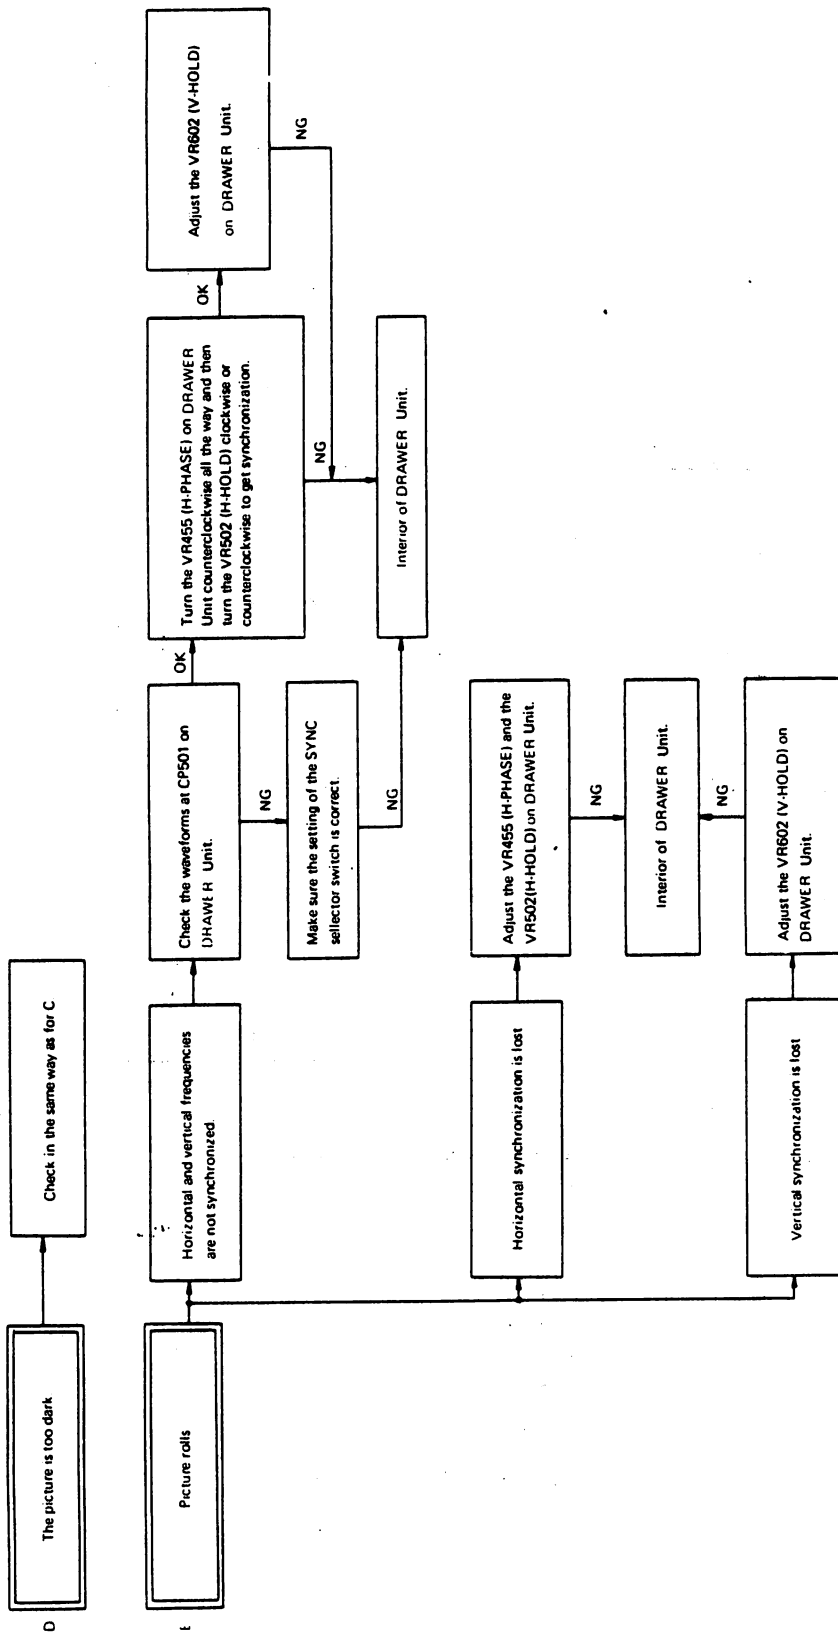 D
The picture is too dark
Check in the same way as for C
E
Picture rolls
Horizontal and vertical frequencies
are not synchronized.
Check the waveforms at CP501 on
DRAWER Unit.
OK
Turn the VR455 (H-PHASE) on DRAWER
Unit counterclockwise all the way and then
turn the VR502 (H-HOLD) clockwise or
counterclockwise to get synchronization.
OK
Adjust the VR602 (V-HOLD)
on DRAWER Unit.
NG
NG
NG
Make sure the setting of the SYNC
sellector switch is correct.
NG
Interior of DRAWER Unit.
Horizontal synchronization is lost
Adjust the VR455 (H-PHASE) and the
VR502(H-HOLD) on DRAWER Unit.
NG
Interior of DRAWER Unit.
NG
Vertical synchronization is lost
Adjust the VR602 (V-HOLD) on
DRAWER Unit.